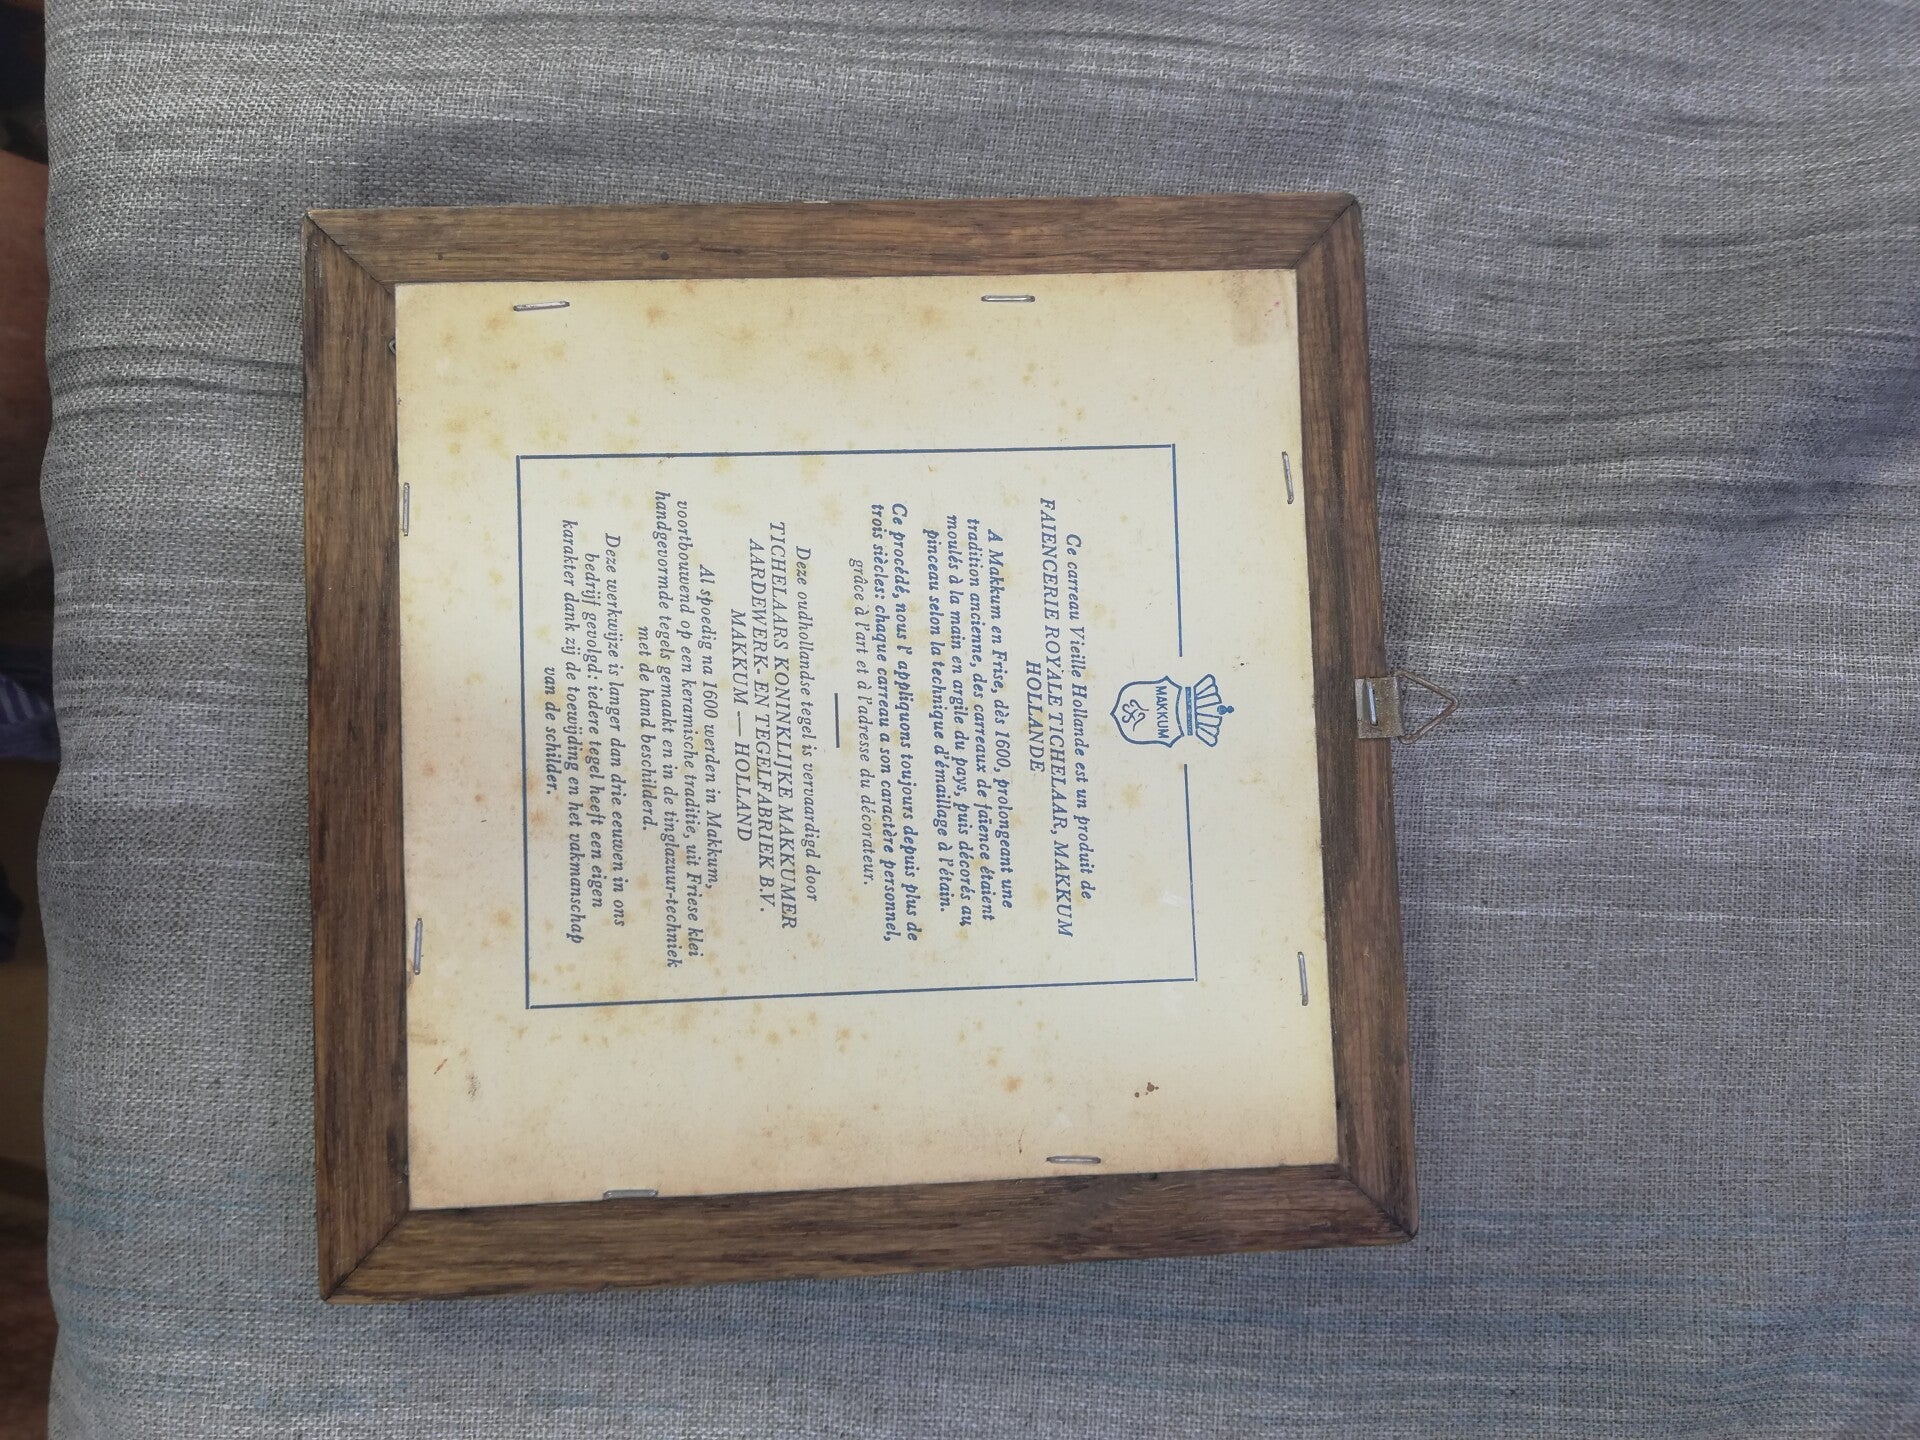 MAKKUM
Ce carreau Vieille Hollande est un produit de
FAIENCERIE ROYALE TICHELAAR, MAKKUM
HOLLANDE
A Makkum en Frise, dès 1600, prolongeant une
tradition ancienne, des carreaux de faïence étaient
moulés à la main en argile du pays, puis décorés au
pinceau selon la technique d'émaillage à l'étain.
Ce procédé, nous l' appliquons toujours depuis plus de
trois siècles: chaque carreau a son caractère personnel,
grâce à l'art et à l'adresse du décorateur.
Deze oudhollandse tegel is vervaardigd door
TICHELAARS KONINKLIJKE MAKKUMER
AARDEWERK- EN TEGELFABRIEK B.V.
MAKKUM — HOLLAND
Al spoedig na 1600 werden in Makkum,
voortbouwend op een keramische traditie, uit Friese klei
handgevormde tegels gemaakt en in de tinglazuur-techniek
met de hand beschilderd.
Deze werkwijze is langer dan drie eeuwen in ons
bedrijf gevolgd: iedere tegel heeft een eigen
karakter dank zij de toewijding en het vakmanschap
van de schilder.